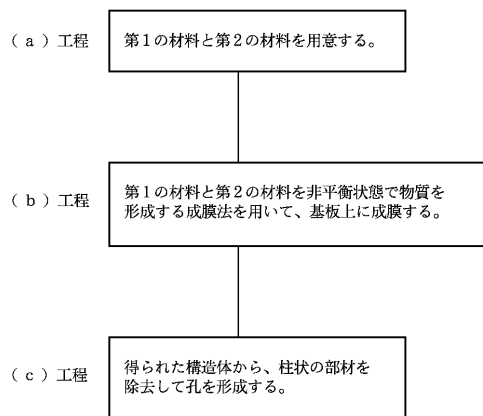 (a)工程
第1の材料と第2の材料を用意する。
(b)工程
第1の材料と第2の材料を非平衡状態で物質を
形成する成膜法を用いて、基板上に成膜する。
(c)工程
得られた構造体から、柱状の部材を
除去して孔を形成する。